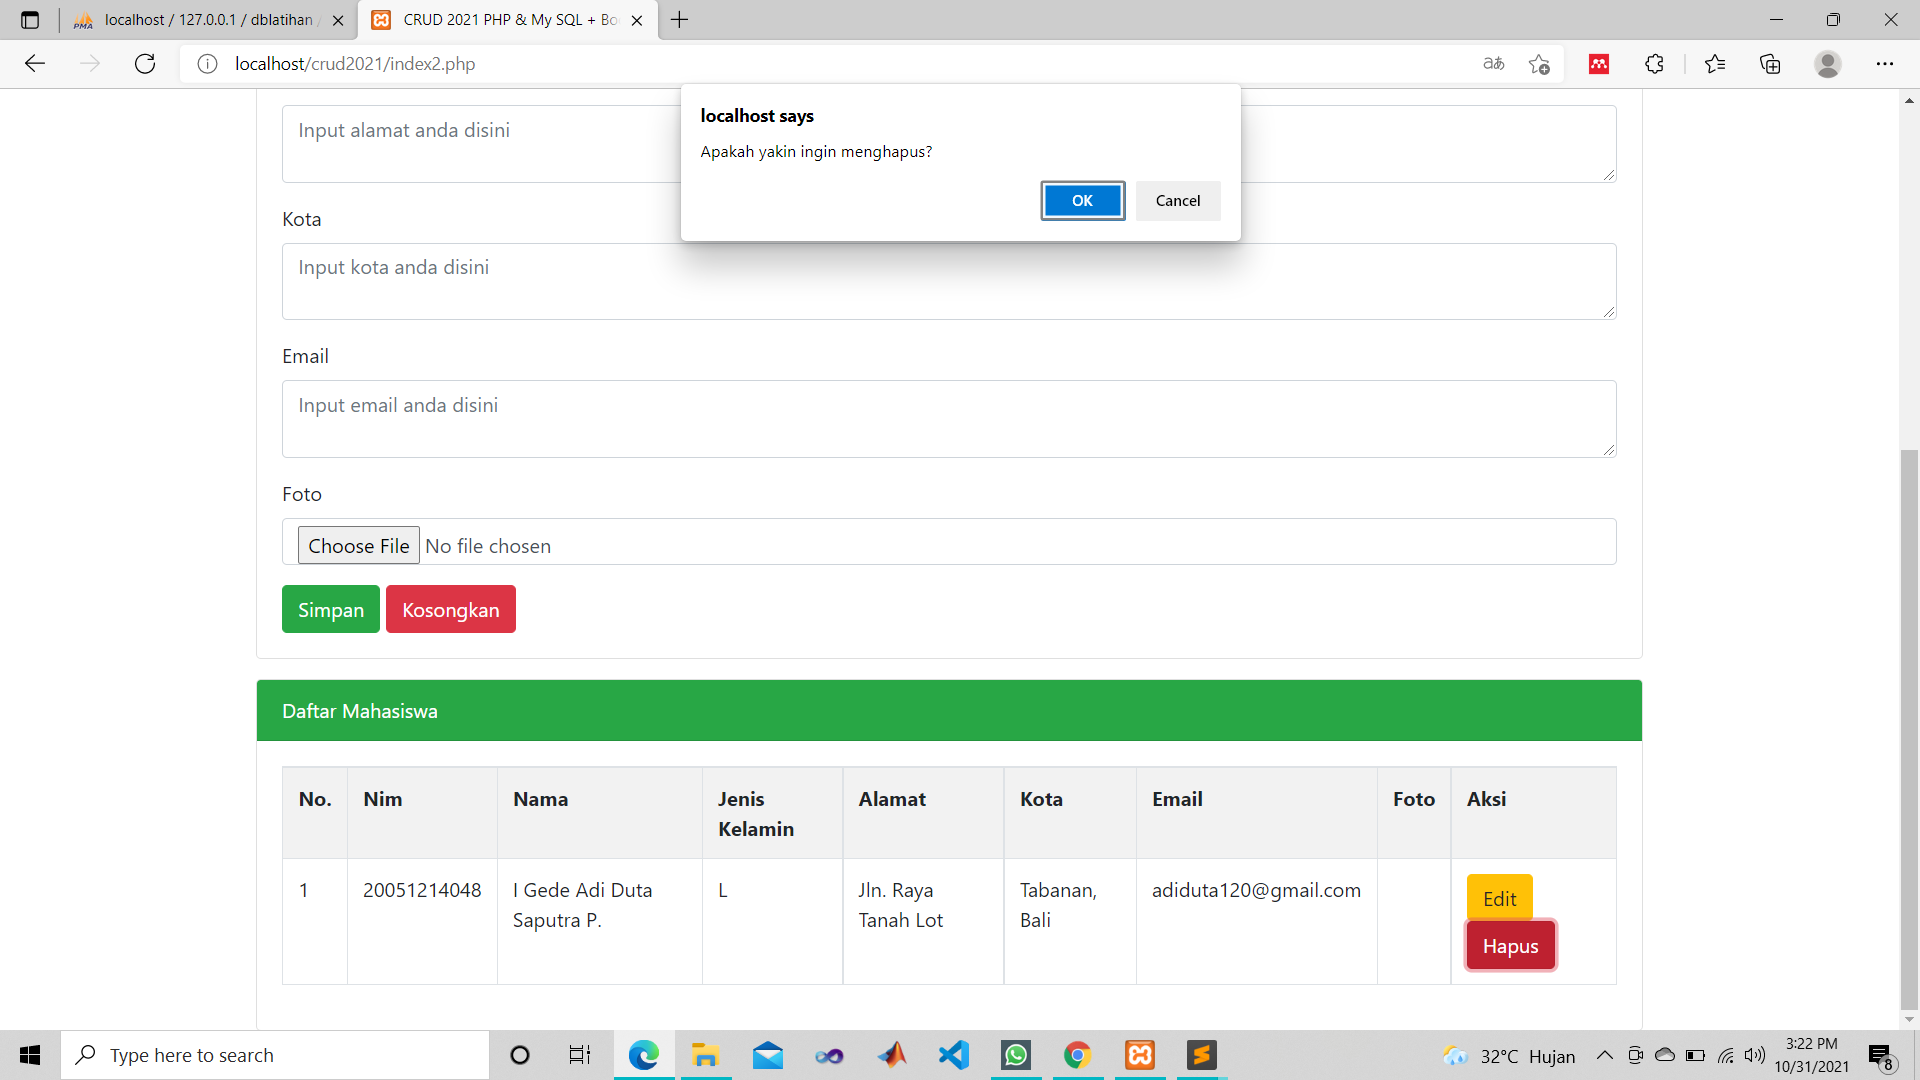 localhost / 127.0.0.1 / dblatihan /
CRUD 2021 PHP & My SQL + Bo
localhost/crud2021/index2.php
localhost says
Apakah yakin ingin menghapus?
OK
Cancel
Input alamat anda disini
Kota
Input kota anda disini
Email
Input email anda disini
Foto
Choose File No file chosen
Simpan
Kosongkan
Daftar Mahasiswa
No. Nim Nama Jenis Alamat Kota Email Foto Aksi
Kelamin
1 20051214048 I Gede Adi Duta L Jln. Raya Tabanan, adiduta120@gmail.com Edit
Saputra P. Tanah Lot Bali
Hapus
Type here to search
32°C Hujan
3:22 PM
10/31/2021
8